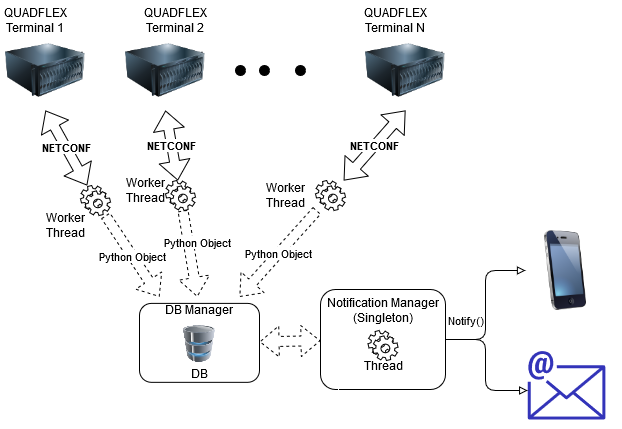 QUADFLEX
Terminal 1
QUADFLEX
Terminal 2
QUADFLEX
Terminal N
NETCONF
NETCONF
NETCONF
Worker
Thread
Worker
Thread
Worker
Thread
Python Object
Python Object
Python Object
DB Manager
DB
Notification Manager
(Singleton)
Thread
Notify()
@